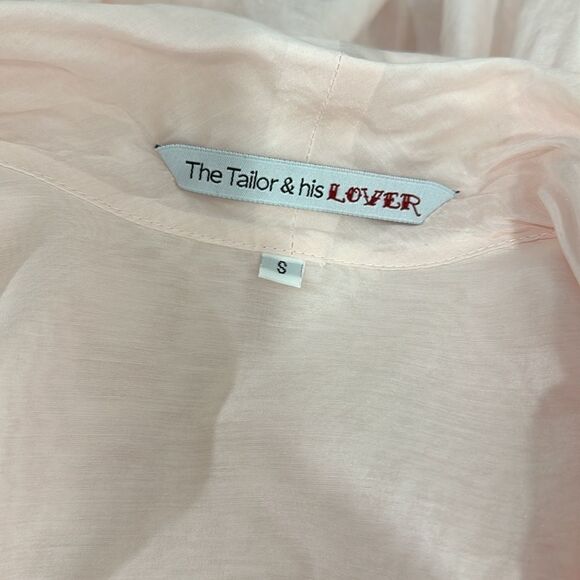 The Tailor & his LOVER
S